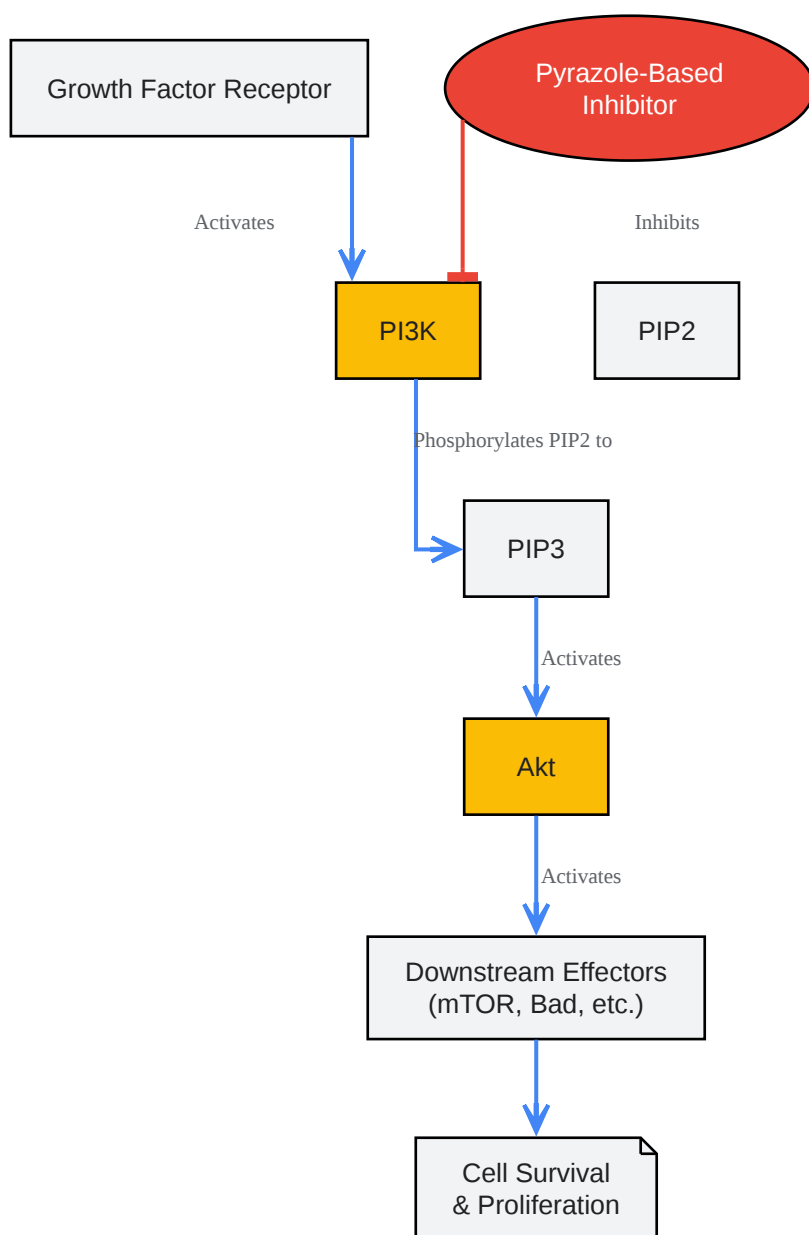 Growth Factor Receptor
Pyrazole-Based
Inhibitor
Activates
Inhibits
PI3K
PIP2
Phosphorylates PIP2 to
PIP3
Activates
Akt
Activates
Downstream Effectors
(mTOR, Bad, etc.)
Cell Survival
& Proliferation